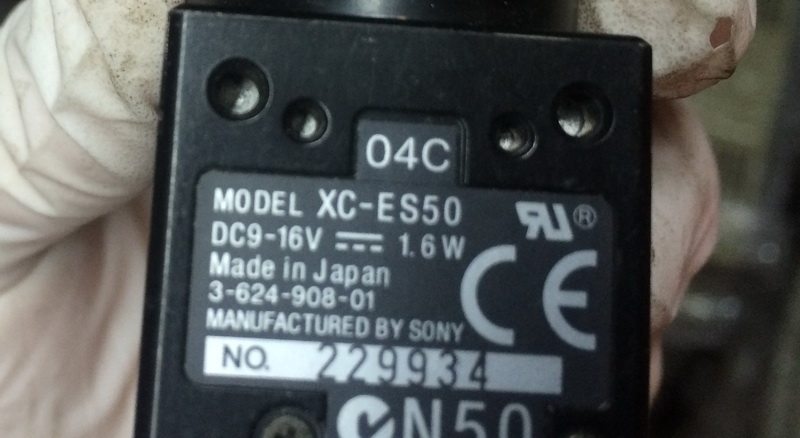 04C
MODEL XC-ES50
DC9-16V 1.6W
Made in Japan
3-624-908-01
MANUFACTURED BY SONY
NO. 229934
N50